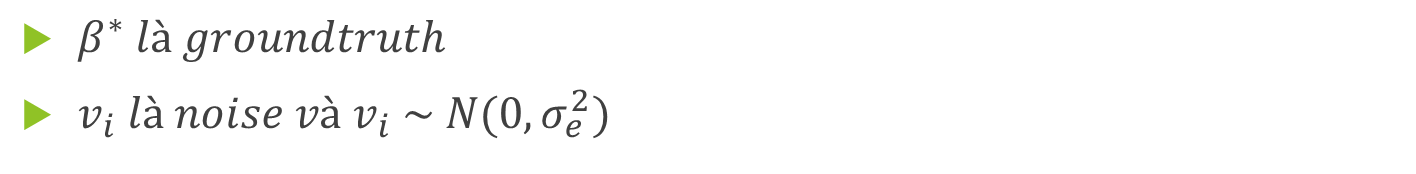 β* là groundtruth
vᵢ là noise và vᵢ ~ N(0, σₑ²)